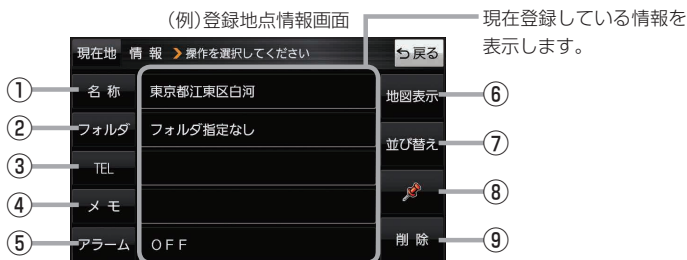 (例)登録地点情報画面
現在登録している情報を
表示します。
現在地 情 報 操作を選択してください 戻る
① 名 称 東京都江東区白河 地図表示 ⑥
② フォルダ フォルダ指定なし 並び替え ⑦
③ TEL ⑧
④ メ モ
⑤ アラーム OFF 削 除 ⑨